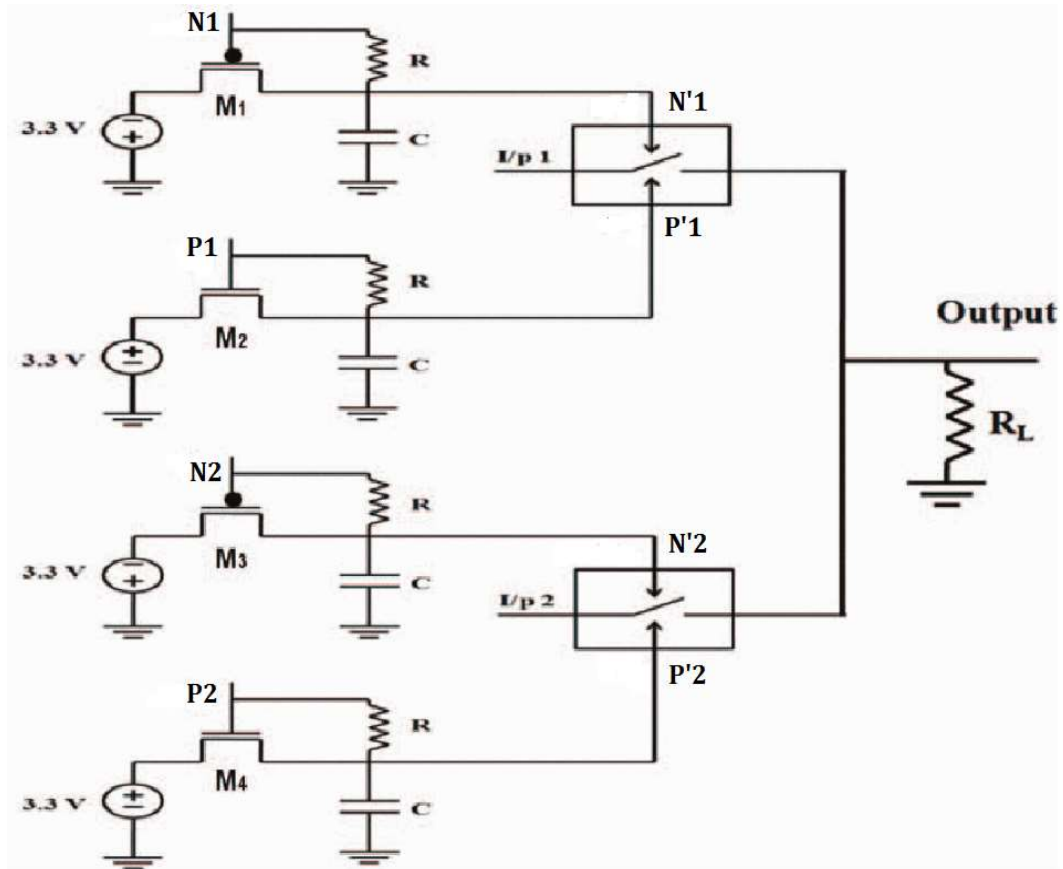 N1
R
M1
N'1
3.3 V
C
I/p 1
P'1
P1
R
M2
3.3 V
C
Output
RL
N2
R
M3
N'2
3.3 V
C
I/p 2
P'2
P2
R
M4
3.3 V
C